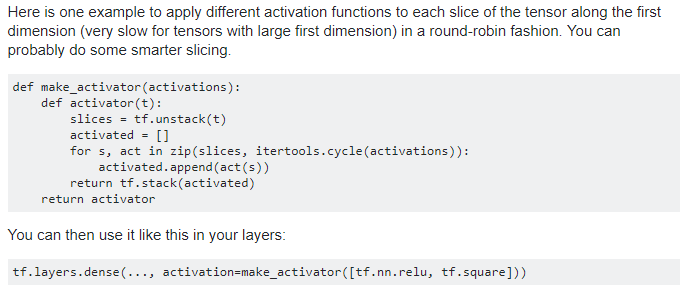 Here is one example to apply different activation functions to each slice of the tensor along the first
dimension (very slow for tensors with large first dimension) in a round-robin fashion. You can
probably do some smarter slicing.
def make_activator(activations):
    def activator(t):
        slices = tf.unstack(t)
        activated = []
        for s, act in zip(slices, itertools.cycle(activations)):
            activated.append(act(s))
        return tf.stack(activated)
    return activator
You can then use it like this in your layers:
tf.layers.dense(..., activation=make_activator([tf.nn.relu, tf.square]))